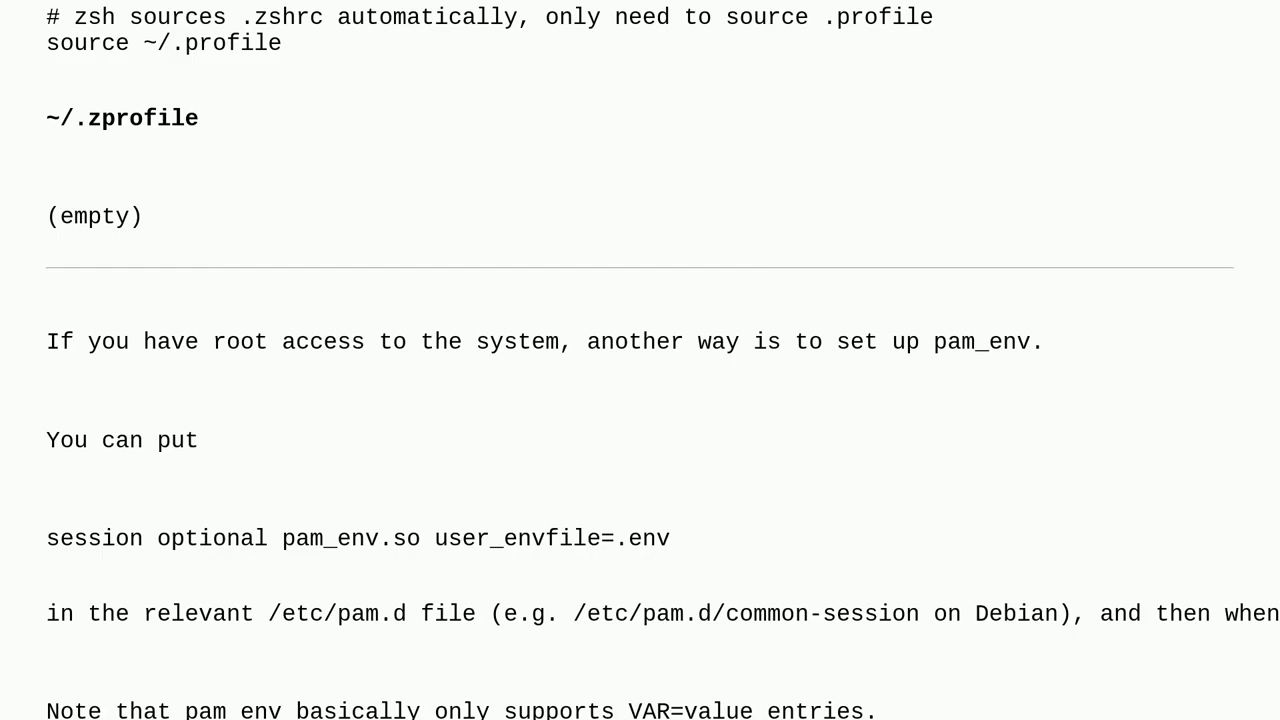 # zsh sources .zshrc automatically, only need to source .profile
source ~/.profile
~/.zprofile
(empty)
If you have root access to the system, another way is to set up pam_env.
You can put
session optional pam_env.so user_envfile=.env
in the relevant /etc/pam.d file (e.g. /etc/pam.d/common-session on Debian), and then when
Note that pam_env basically only supports VAR=value entries.